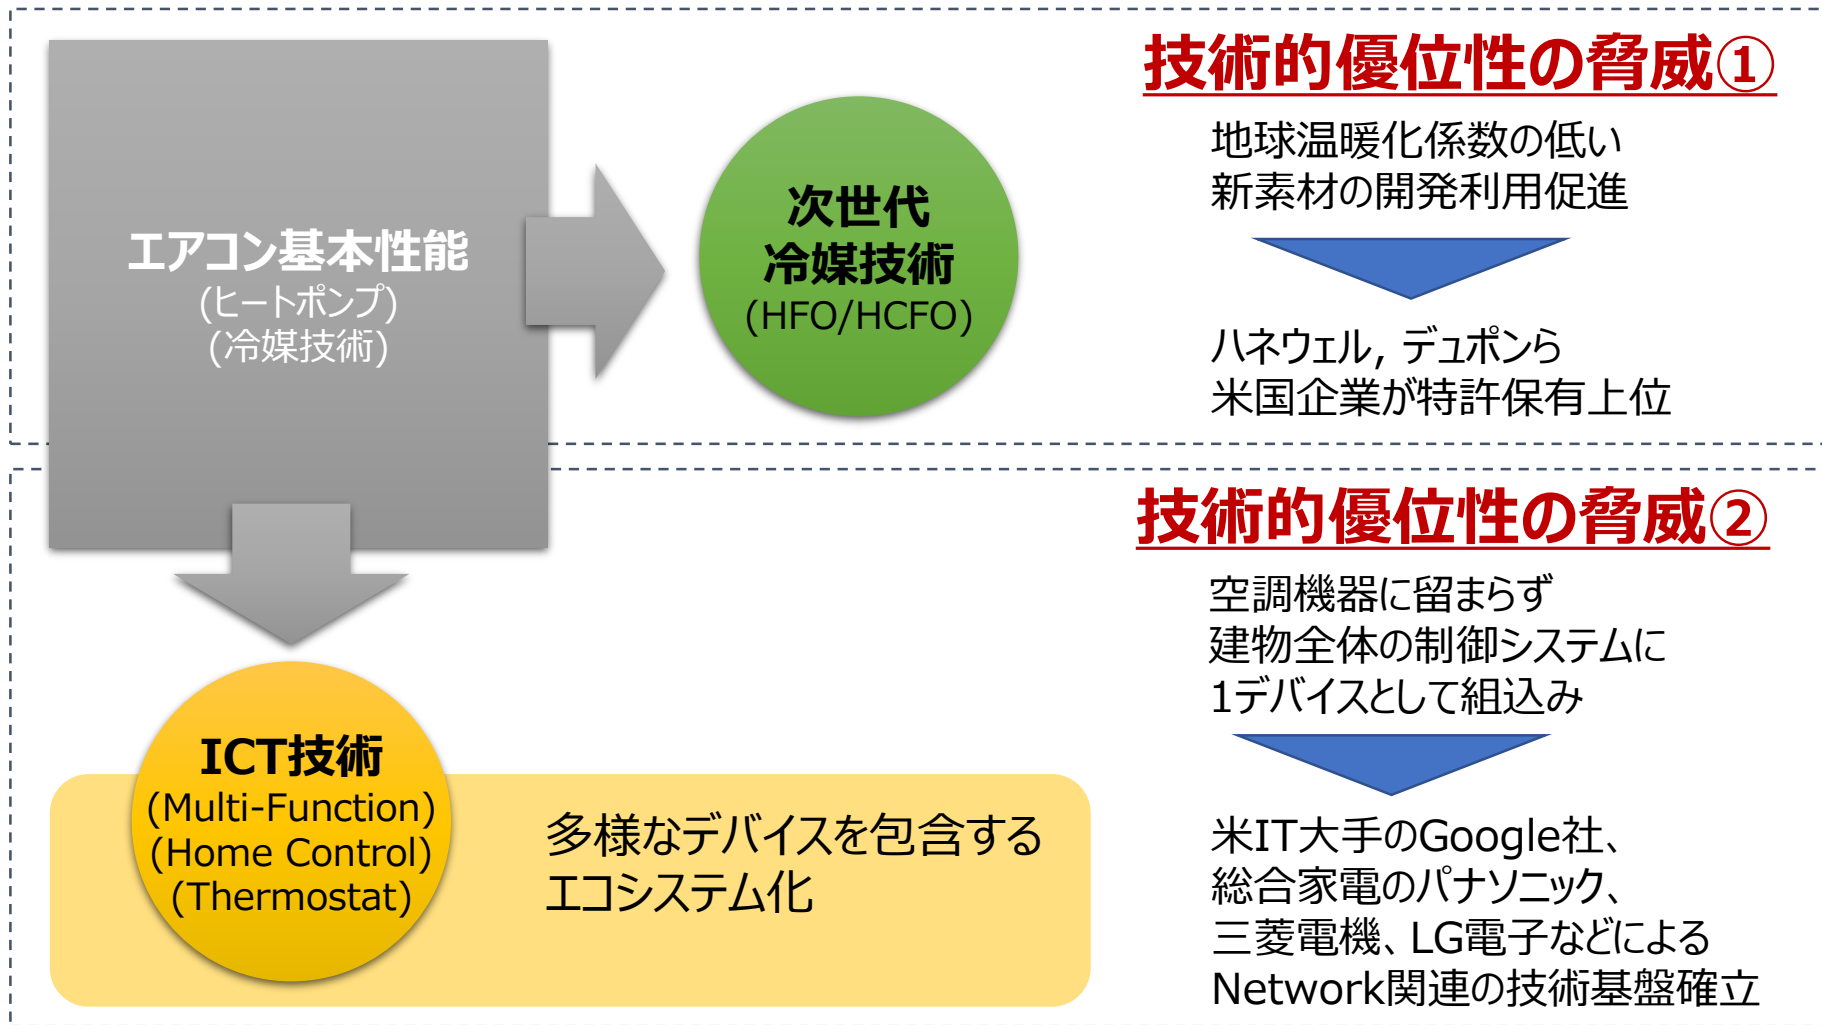 エアコン基本性能
(ヒートポンプ)
(冷媒技術)
次世代
冷媒技術
(HFO/HCFO)
技術的優位性の脅威①
地球温暖化係数の低い
新素材の開発利用促進
ハネウェル, デュポンら
米国企業が特許保有上位
ICT技術
(Multi-Function)
(Home Control)
(Thermostat)
多様なデバイスを包含する
エコシステム化
技術的優位性の脅威②
空調機器に留まらず
建物全体の制御システムに
1デバイスとして組込み
米IT大手のGoogle社、
総合家電のパナソニック、
三菱電機、LG電子などによる
Network関連の技術基盤確立